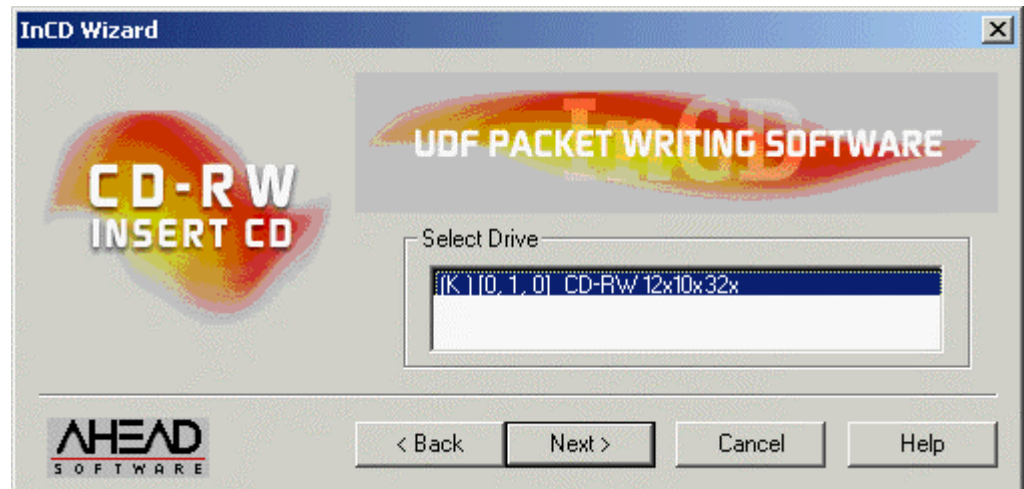 InCD Wizard
CD-RW
INSERT CD
InCD
UDF PACKET WRITING SOFTWARE
Select Drive
(K ) [0, 1, 0] CD-RW 12x10x32x
AHEAD
SOFTWARE
< Back
Next >
Cancel
Help